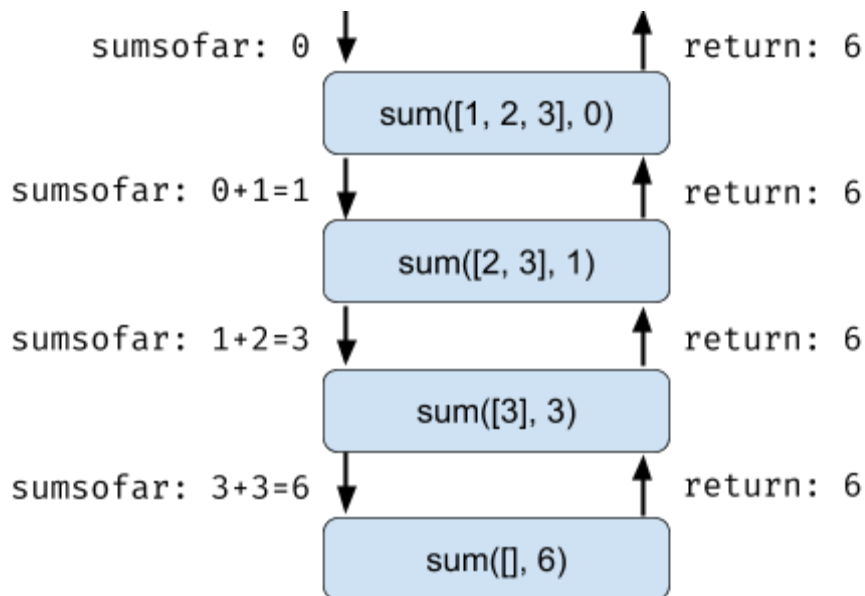 sumsofar: 0
return: 6
sum([1, 2, 3], 0)
sumsofar: 0+1=1
return: 6
sum([2, 3], 1)
sumsofar: 1+2=3
return: 6
sum([3], 3)
sumsofar: 3+3=6
return: 6
sum([], 6)